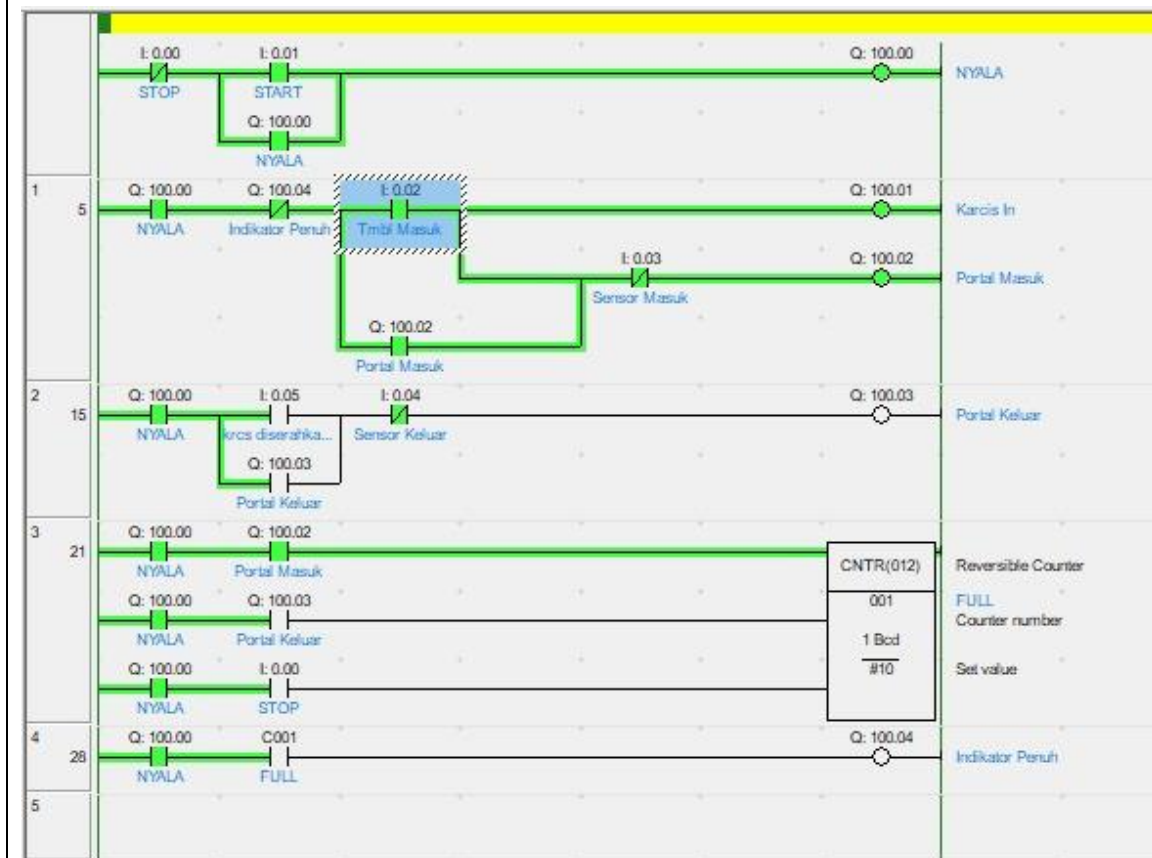 I: 0.00 I: 0.01 Q: 100.00
NYALA
STOP START
Q: 100.00
NYALA
1 Q: 100.00 Q: 100.04 I: 0.02 Q: 100.01
5 Karcis In
NYALA Indikator Penuh Tmbl Masuk
I: 0.03 Q: 100.02
Portal Masuk
Sensor Masuk
Q: 100.02
Portal Masuk
2 Q: 100.00 I: 0.05 I: 0.04 Q: 100.03
15 Portal Keluar
NYALA krcs diserahka... Sensor Keluar
Q: 100.03
Portal Keluar
3 Q: 100.00 Q: 100.02
21 CNTR(012) Reversible Counter
NYALA Portal Masuk
Q: 100.00 Q: 100.03 001 FULL
Counter number
NYALA Portal Keluar 1 Bcd
Q: 100.00 I: 0.00 #10 Set value
NYALA STOP
4 Q: 100.00 C001 Q: 100.04
28 Indikator Penuh
NYALA FULL
5